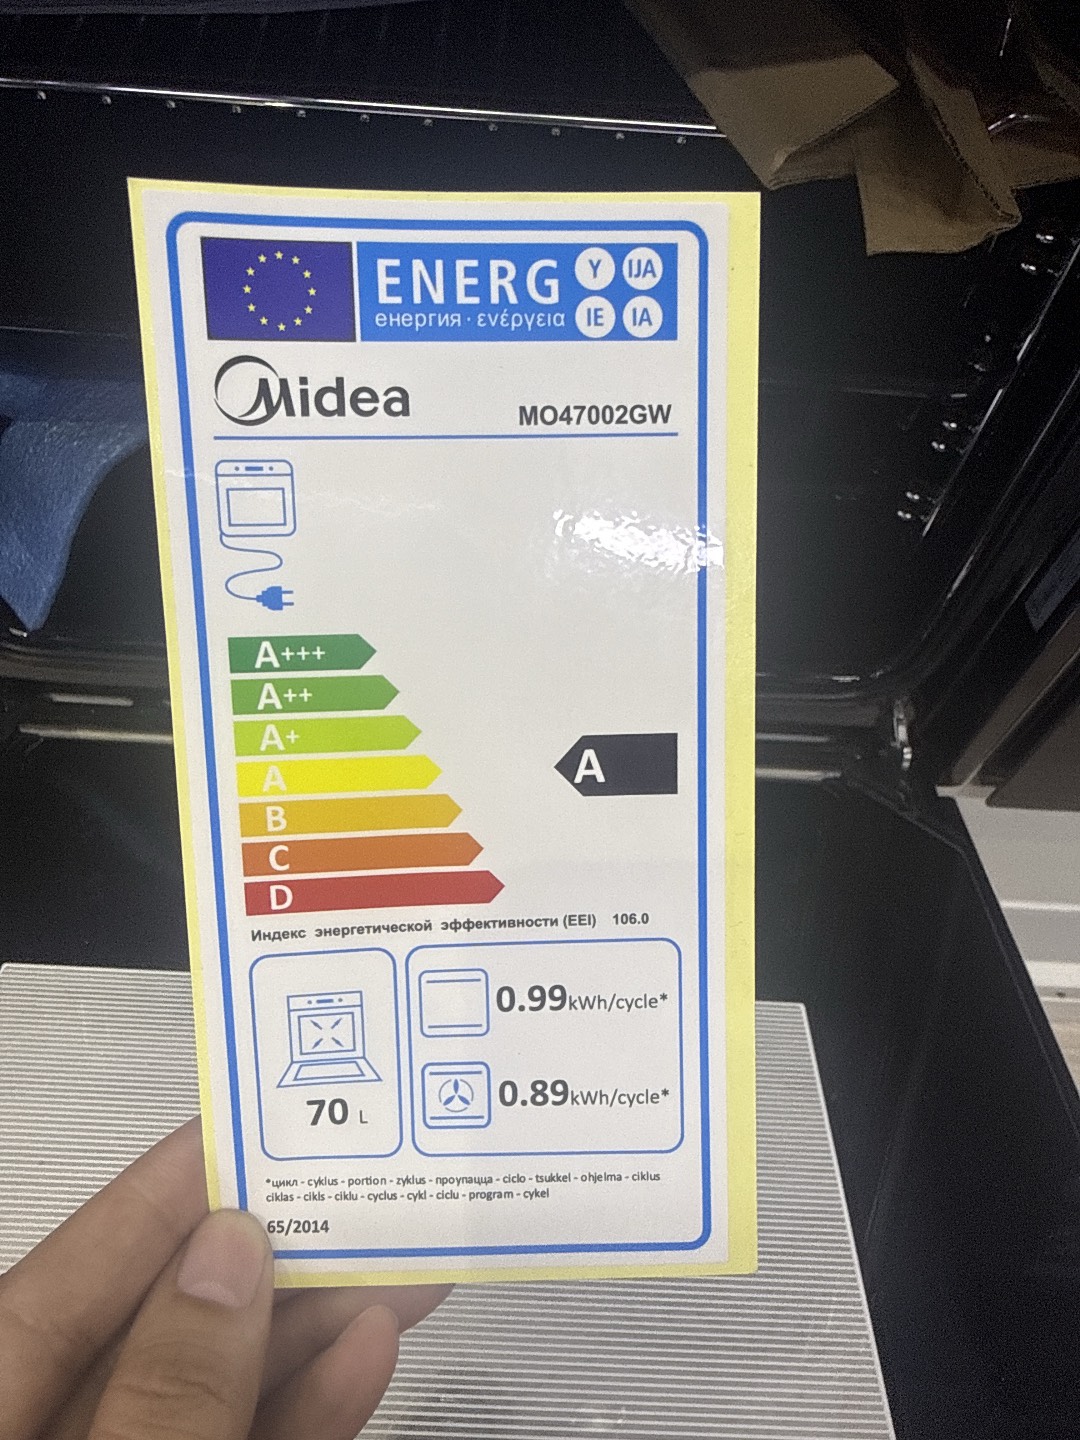 ENERG Y IJA
енергия · ενέργεια IE IA
Midea
MO47002GW
A+++
A++
A+
A
A
B
C
D
Индекс энергетической эффективности (EEI) 106.0
0.99kWh/cycle*
0.89kWh/cycle*
70 L
*цикл - cyklus - portion - zyklus - προυпацца - ciclo - tsukkel - ohjelma - ciklus
ciklas - cikls - ciklu - cyclus - cykl - ciclu - program - cykel
65/2014